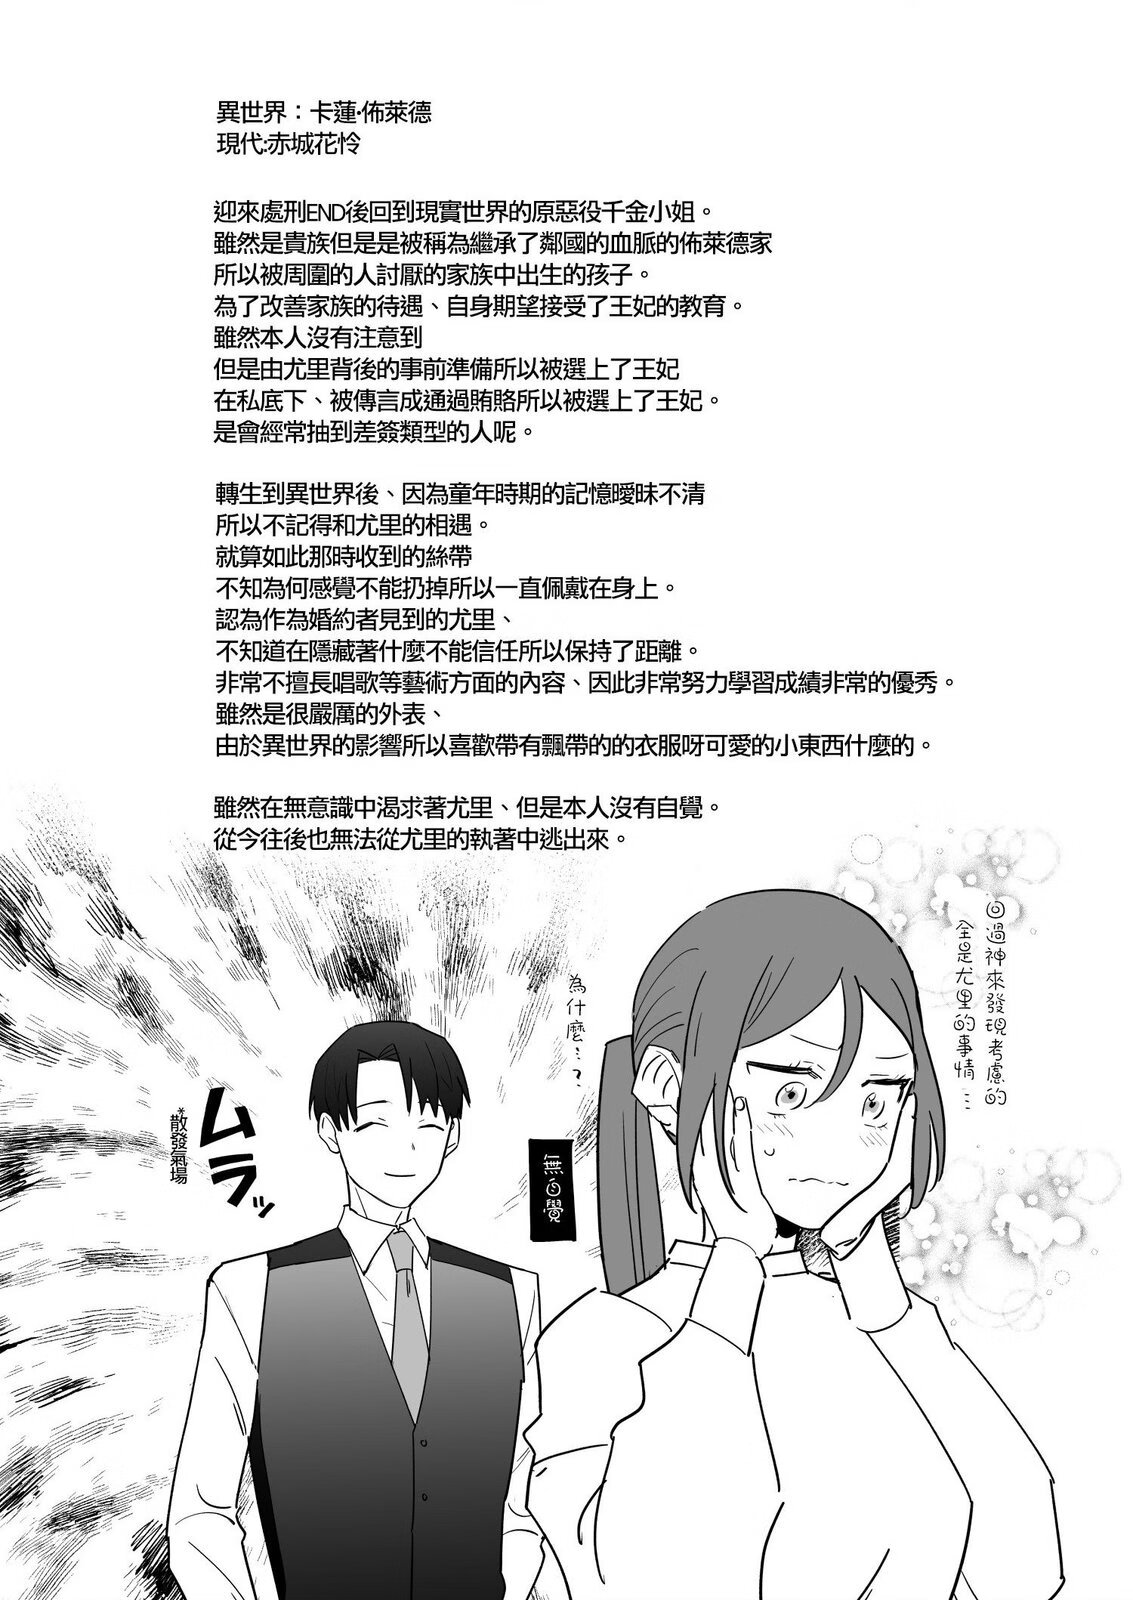 異世界：卡蓮·佈萊德
現代:赤城花怜
迎來處刑END後回到現實世界的原惡役千金小姐。
雖然是貴族但是是被稱為繼承了鄰國的血脈的佈萊德家
所以被周圍的人討厭的家族中出生的孩子。
為了改善家族的待遇、自身期望接受了王妃的教育。
雖然本人沒有注意到
但是由尤里背後的事前準備所以被選上了王妃
在私底下、被傳言成通過賄賂所以被選上了王妃。
是會經常抽到差簽類型的人呢。
轉生到異世界後、因為童年時期的記憶曖昧不清
所以不記得和尤里的相遇。
就算如此那時收到的絲帶
不知為何感覺不能扔掉所以一直佩戴在身上。
認為作為婚約者見到的尤里、
不知道在隱藏著什麼不能信任所以保持了距離。
非常不擅長唱歌等藝術方面的內容、因此非常努力學習成績非常的優秀。
雖然是很嚴厲的外表、
由於異世界的影響所以喜歡帶有飄帶的的衣服呀可愛的小東西什麼的。
雖然在無意識中渴求著尤里、但是本人沒有自覺。
從今往後也無法從尤里的執著中逃出來。
回過神來發現考慮的
全是尤里的事情…
為什麼…?
無自覺
ムラッ
*散發氣場